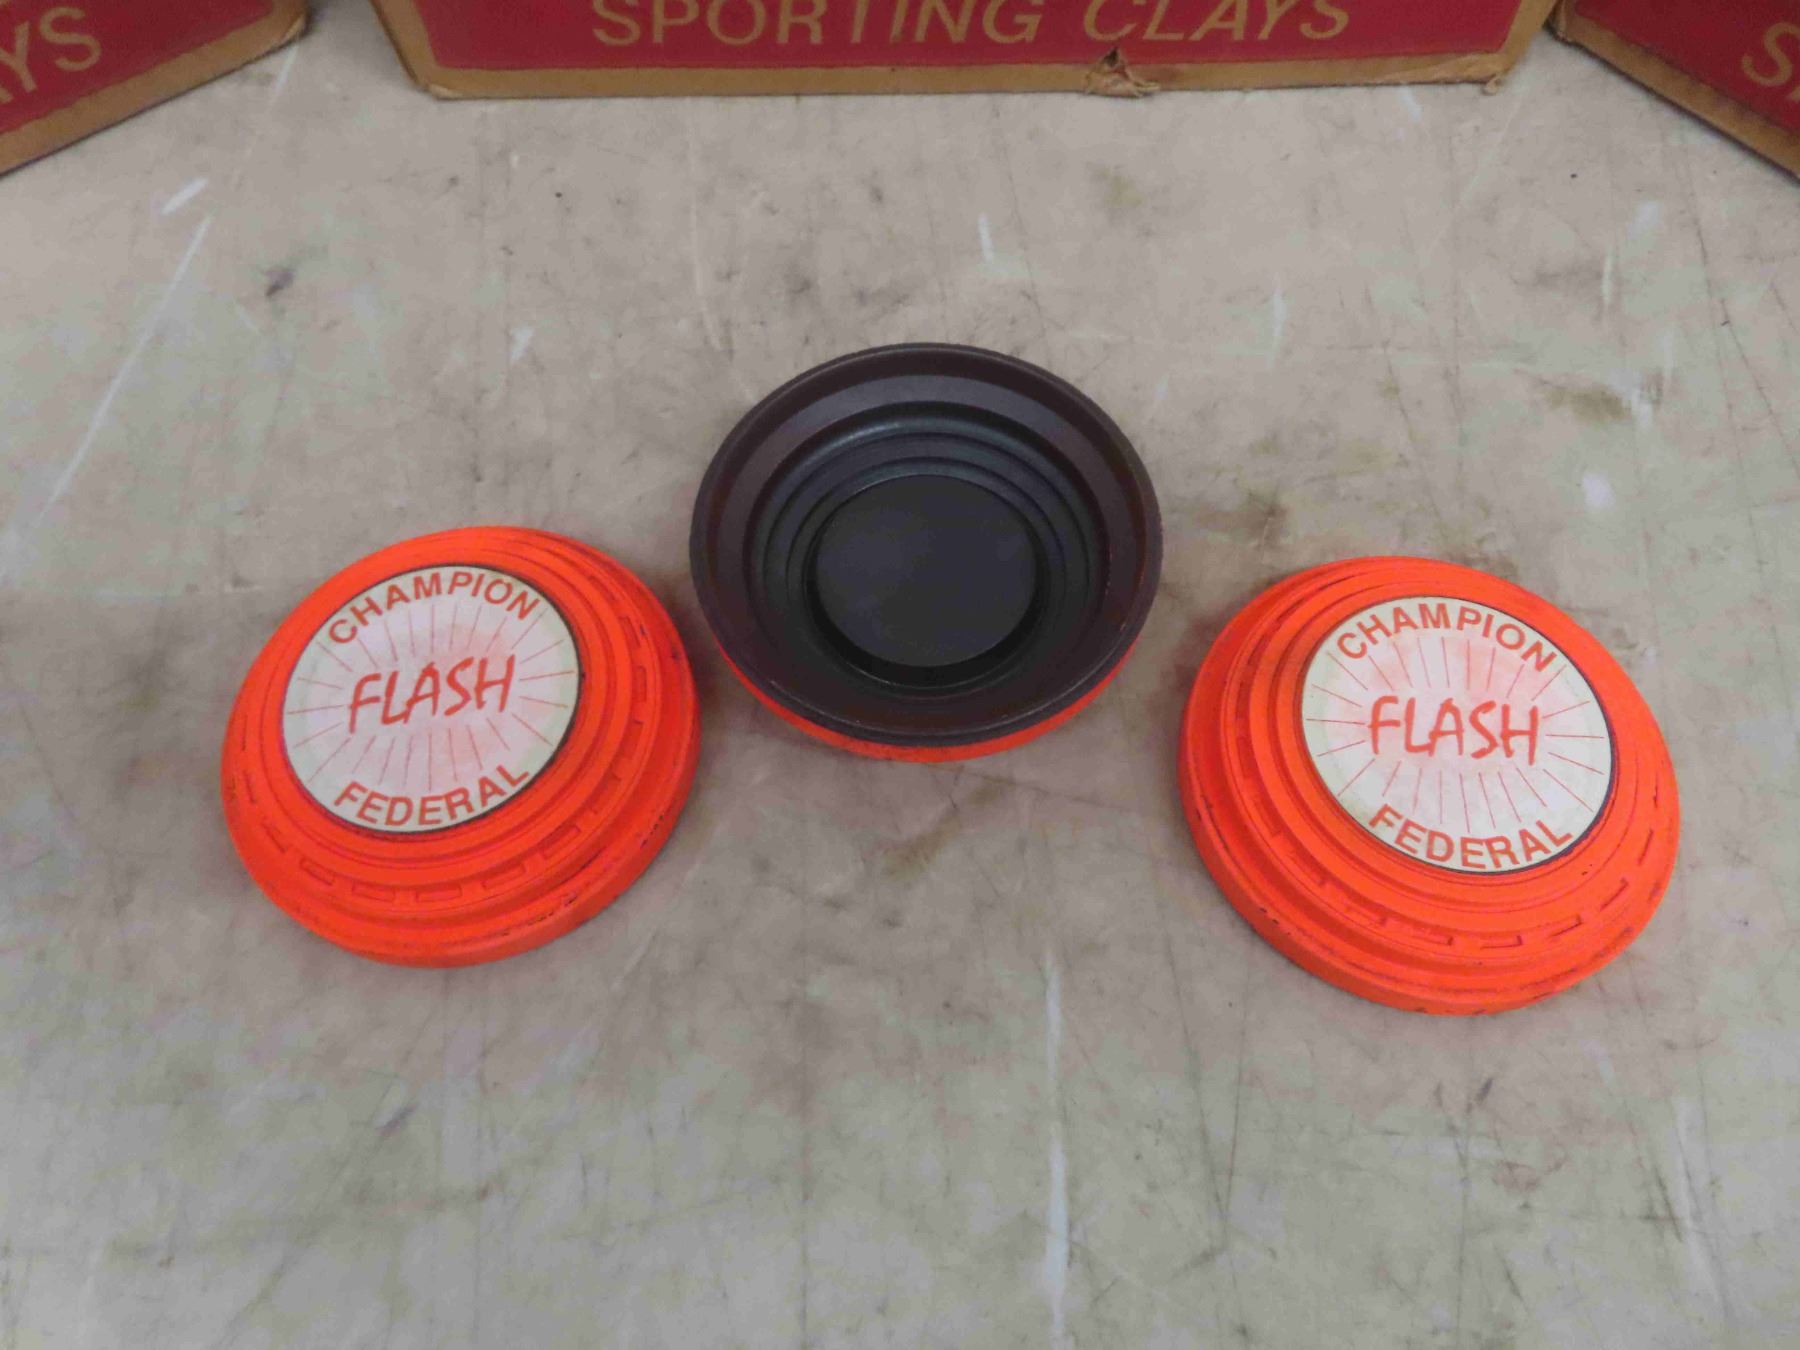 SPORTING CLAYS
CHAMPION
FLASH
FEDERAL
CHAMPION
FLASH
FEDERAL